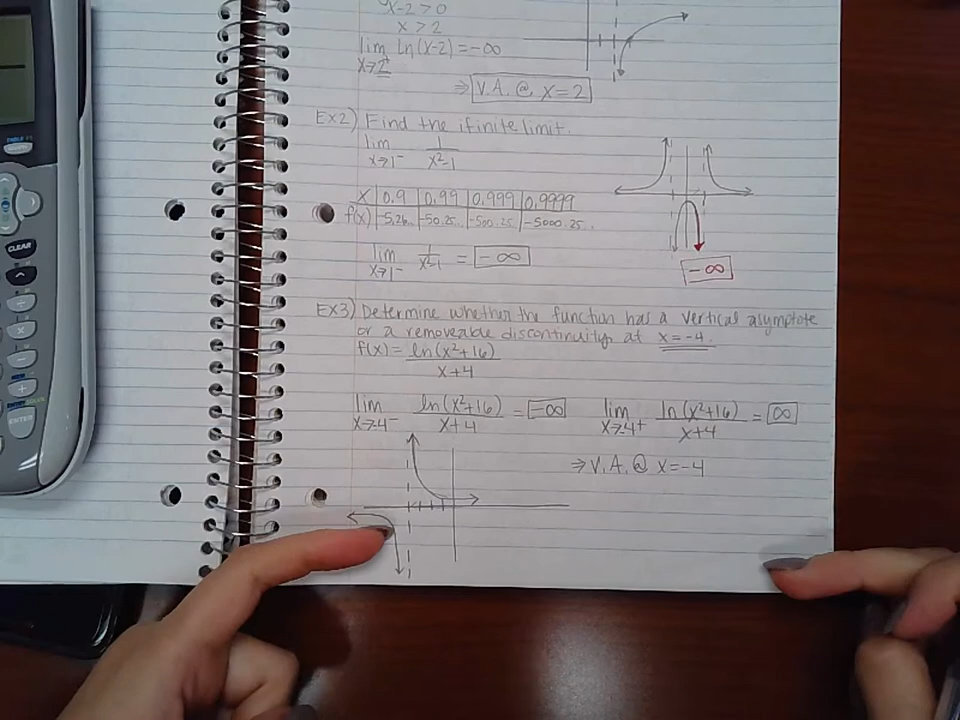 x-2>0
x>2
lim ln(x-2) = -∞
x→2⁺
⇒ V.A. @ x=2
Ex2) Find the ifinite limit.
lim 1/(x²-1)
x→1⁻
x 0.9 0.99 0.999 0.9999
f(x) -5.26.. -50.25.. -500.25.. -5000.25..
lim 1/(x²-1) = -∞
x→1⁻
-∞
Ex3) Determine whether the function has a vertical asymptote
or a removeable discontinuity at x=-4.
f(x) = ln(x²+16)/(x+4)
lim ln(x²+16)/(x+4) = -∞ lim ln(x²+16)/(x+4) = ∞
x→-4⁻ x→-4⁺
⇒ V.A. @ x=-4
CLEAR
ENTER